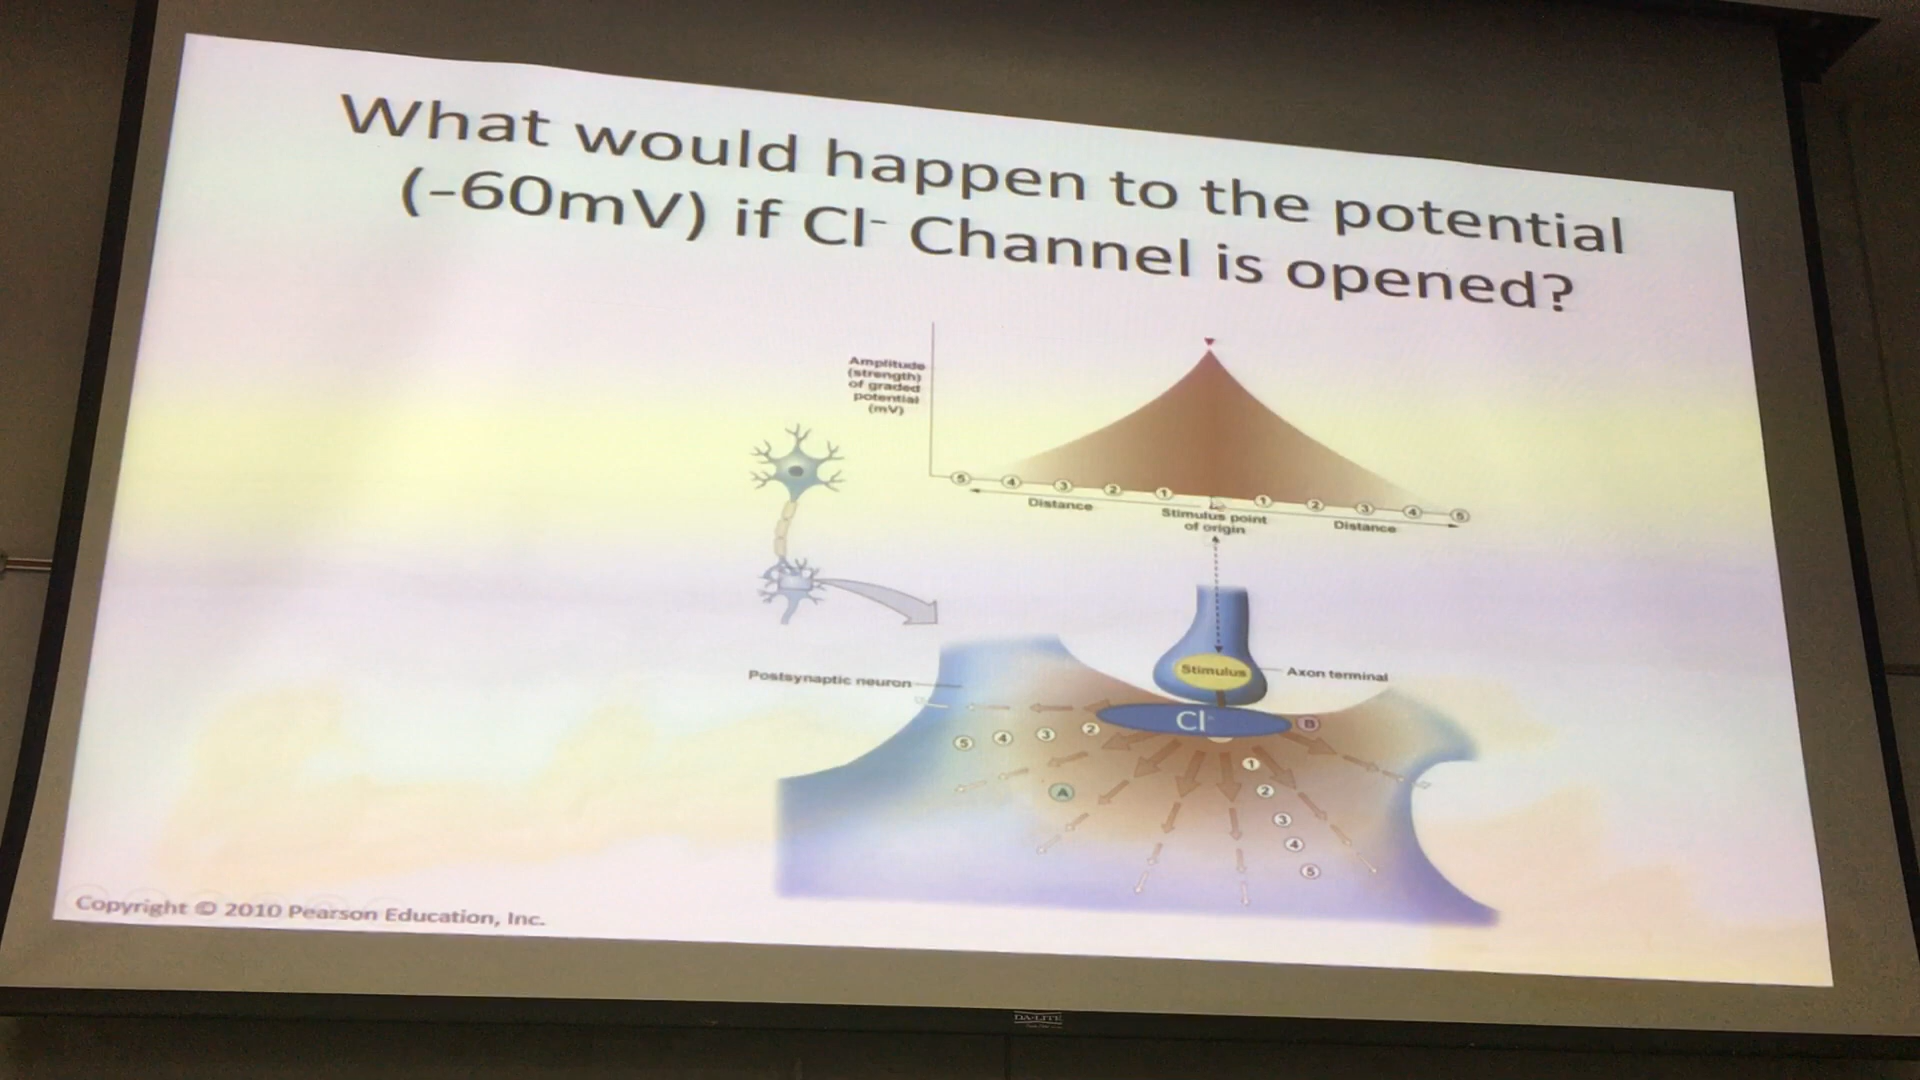 What would happen to the potential
(-60mV) if Cl- Channel is opened?
Amplitude
(strength)
of graded
potential
(mV)
5 4 3 2 1 1 2 3 4 5
Distance
Stimulus point
of origin
Distance
Stimulus
Axon terminal
Postsynaptic neuron
Cl-
B
5 4 3 2
1
A
2
3
4
5
Copyright © 2010 Pearson Education, Inc.
DA-LITE